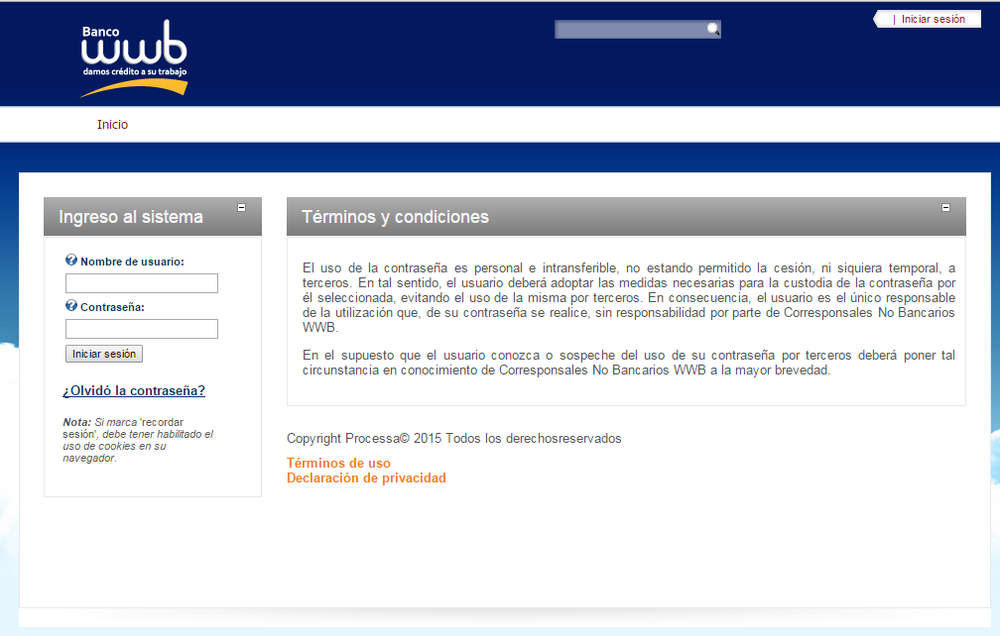 Banco
wwb
damos crédito a su trabajo
| Iniciar sesión
Inicio
Ingreso al sistema
Nombre de usuario:
Contraseña:
Iniciar sesión
¿Olvidó la contraseña?
Nota: Si marca 'recordar
sesión', debe tener habilitado el
uso de cookies en su
navegador.
Términos y condiciones
El uso de la contraseña es personal e intransferible, no estando permitido la cesión, ni siquiera temporal, a
terceros. En tal sentido, el usuario deberá adoptar las medidas necesarias para la custodia de la contraseña por
él seleccionada, evitando el uso de la misma por terceros. En consecuencia, el usuario es el único responsable
de la utilización que, de su contraseña se realice, sin responsabilidad por parte de Corresponsales No Bancarios
WWB.
En el supuesto que el usuario conozca o sospeche del uso de su contraseña por terceros deberá poner tal
circunstancia en conocimiento de Corresponsales No Bancarios WWB a la mayor brevedad.
Copyright Processa© 2015 Todos los derechosreservados
Términos de uso
Declaración de privacidad